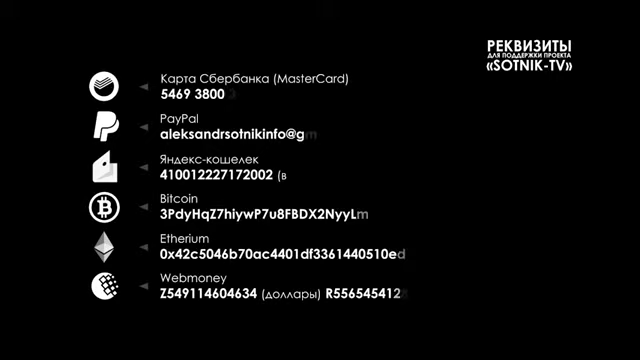 РЕКВИЗИТЫ
ДЛЯ ПОДДЕРЖКИ ПРОЕКТА
«SOTNIK-TV»
Карта Сбербанка (MasterCard)
5469 3800
PayPal
aleksandrsotnikinfo@gm
Яндекс-кошелек
410012227172002 (в
Bitcoin
3PdyHqZ7hiywP7u8FBDX2NyyLm
Etherium
0x42c5046b70ac4401df3361440510ed
Webmoney
Z549114604634 (доллары) R556545412